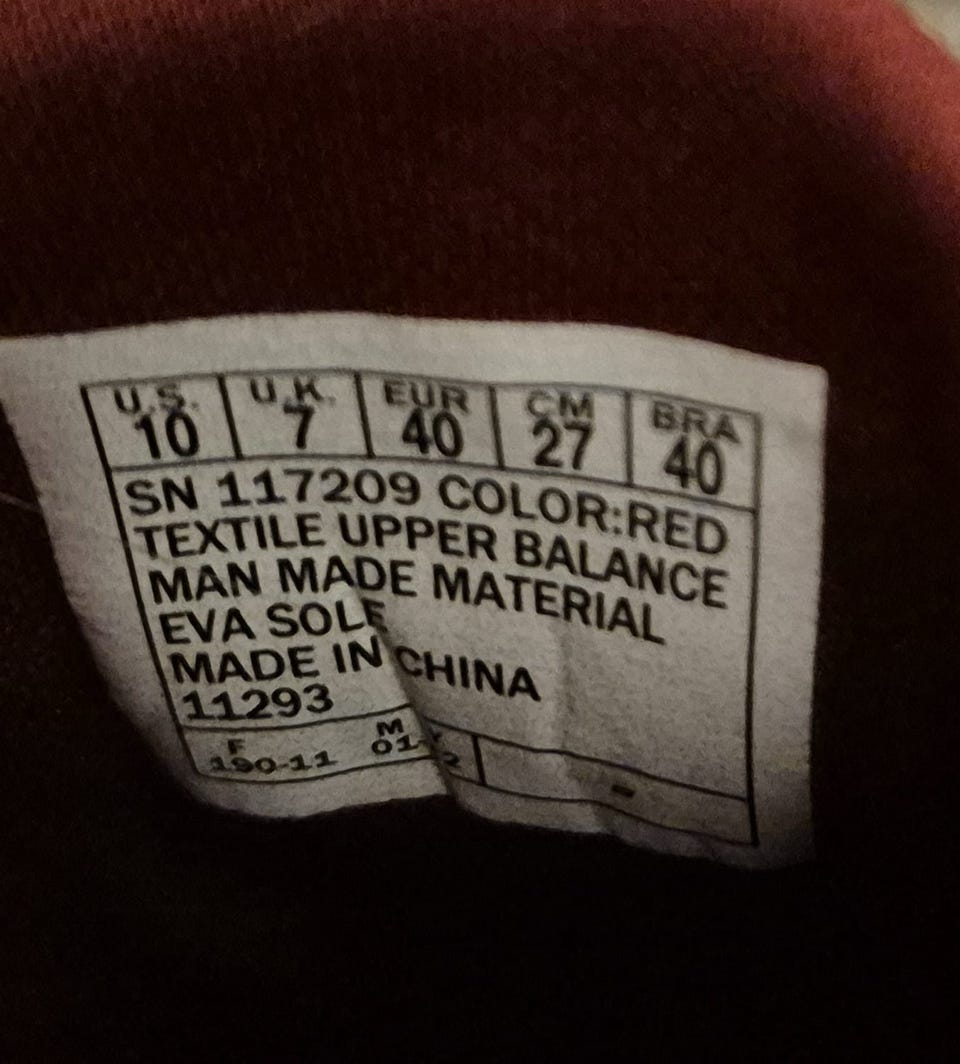 U.S. U.K. EUR CM BRA
10 7 40 27 40
SN 117209 COLOR:RED
TEXTILE UPPER BALANCE
MAN MADE MATERIAL
EVA SOLE
MADE IN CHINA
11293
F M
190-11